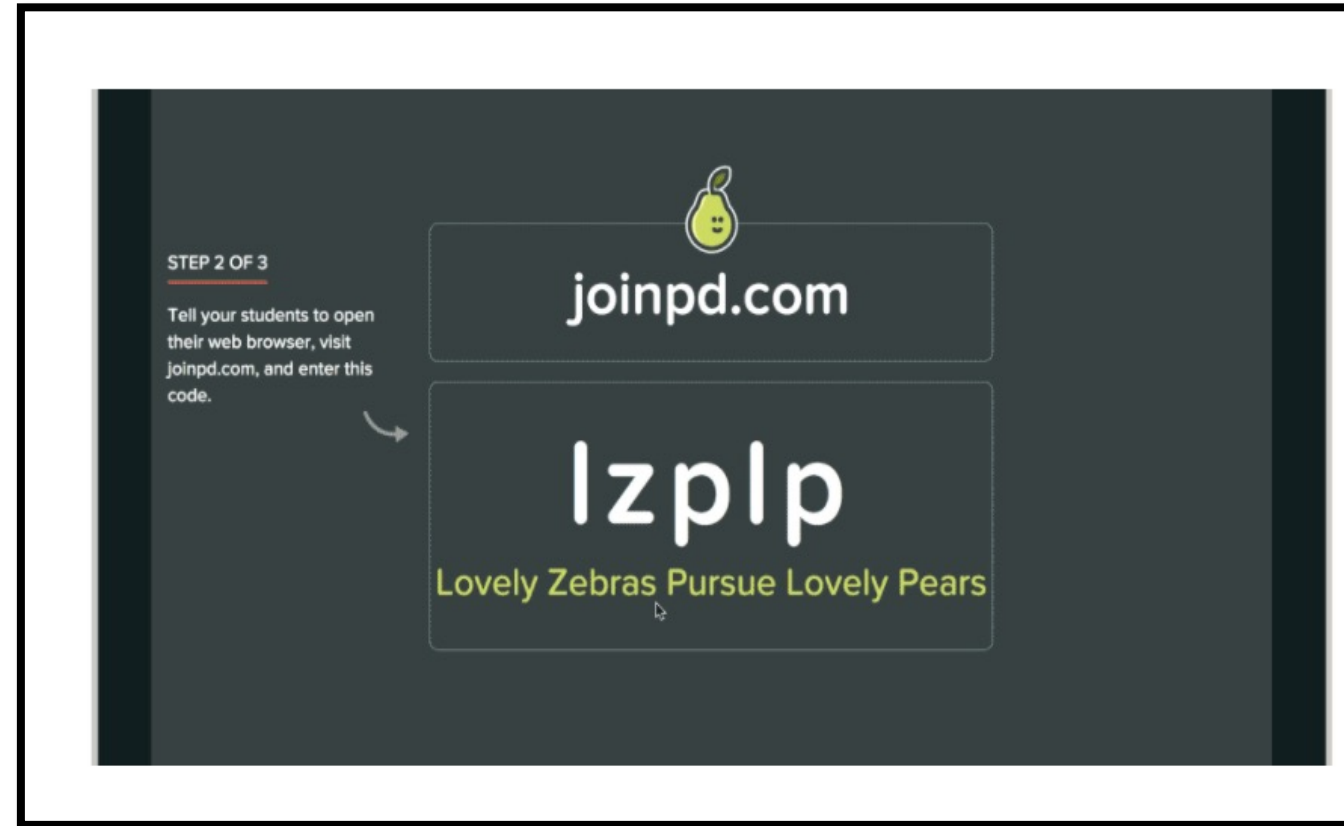 STEP 2 OF 3
Tell your students to open
their web browser, visit
joinpd.com, and enter this
code.
joinpd.com
lzplp
Lovely Zebras Pursue Lovely Pears